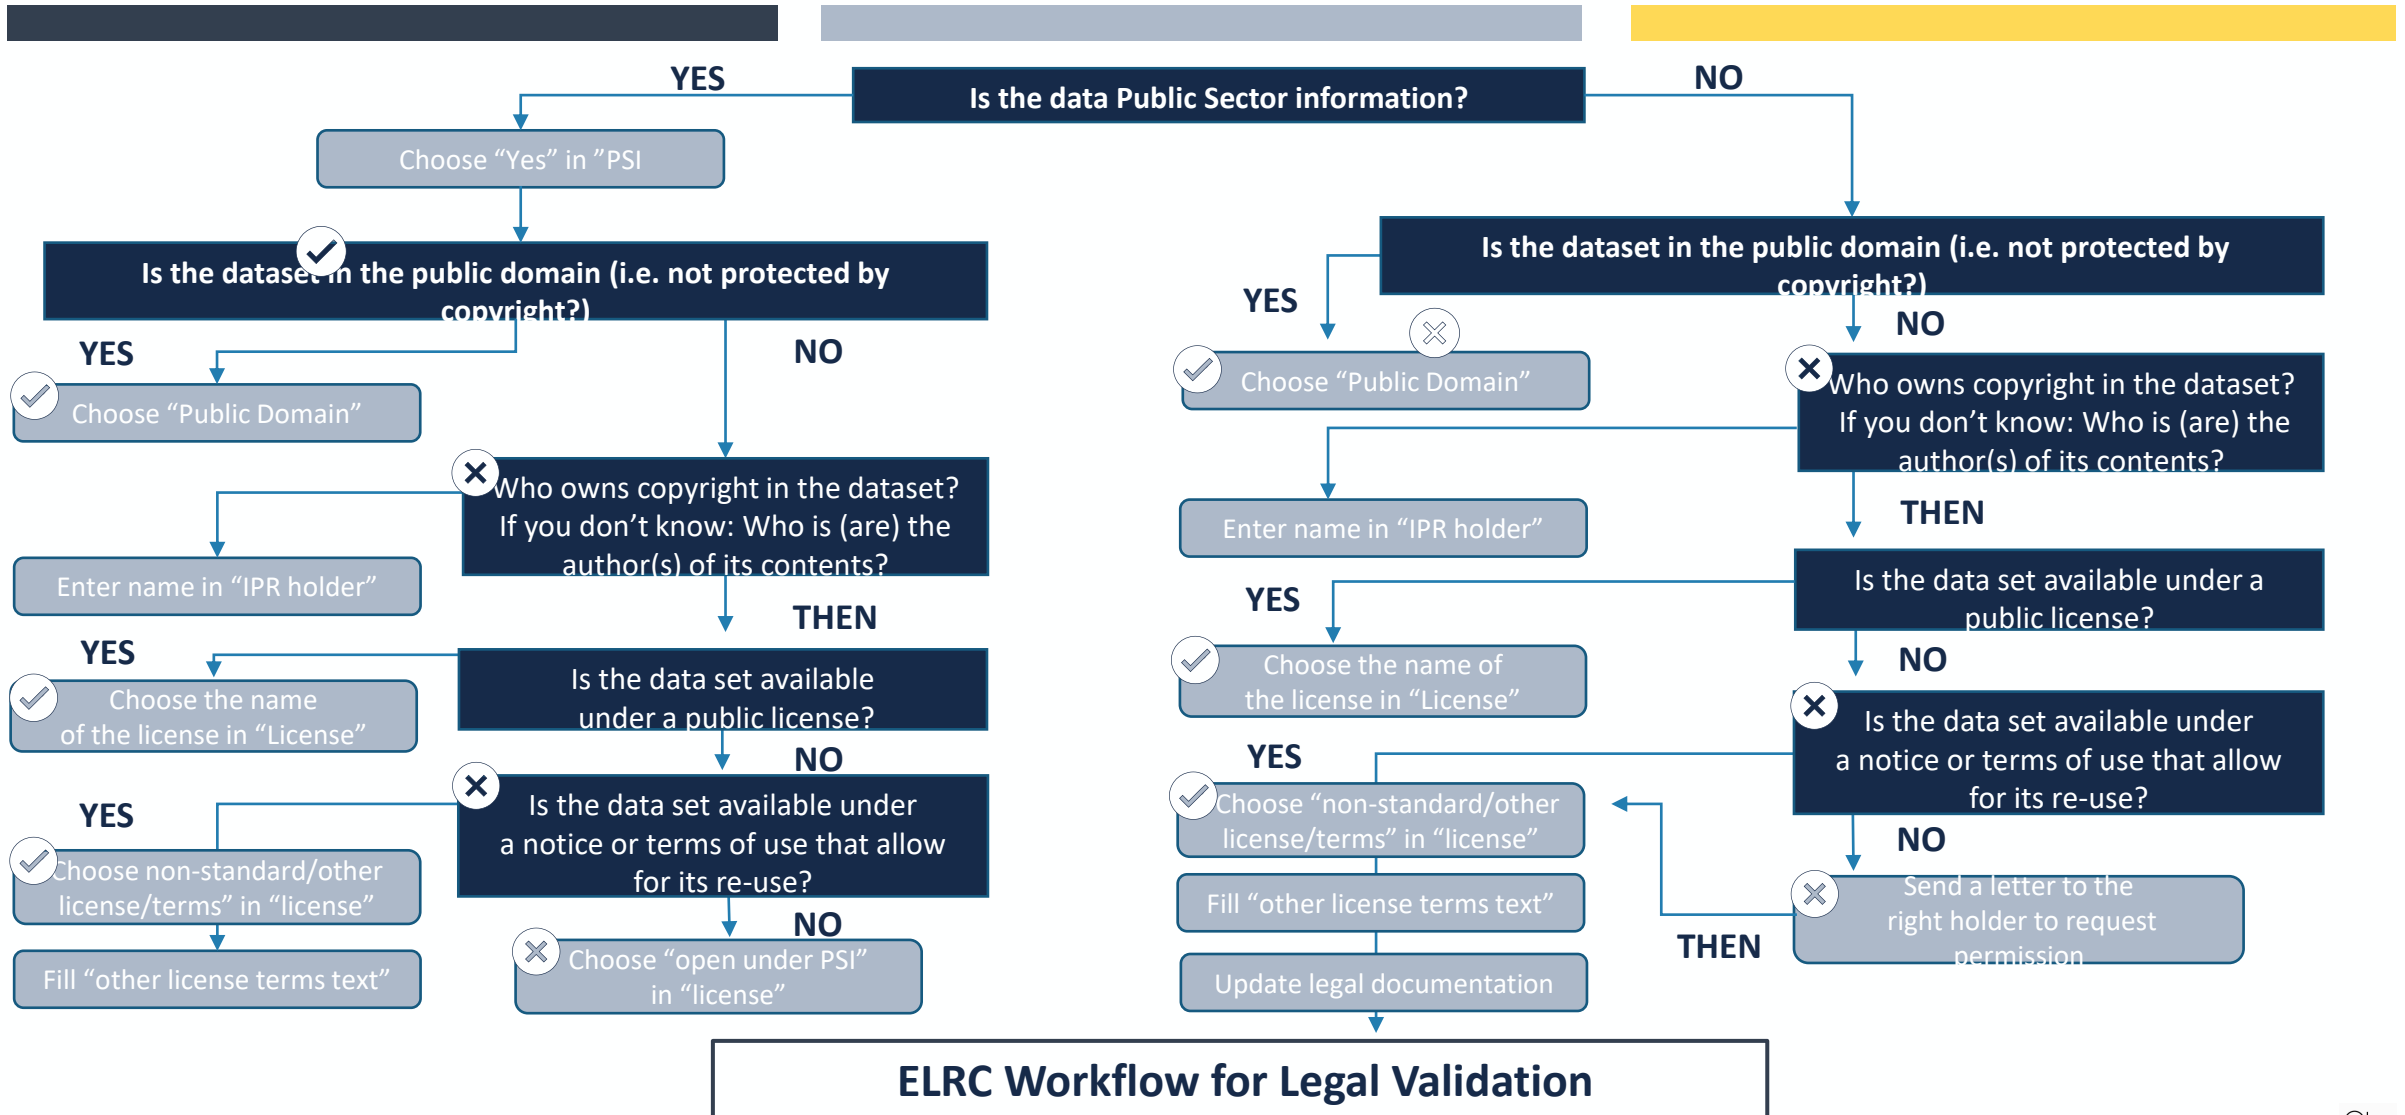 YES
Is the data Public Sector information?
NO
Choose “Yes” in ”PSI
Is the dataset in the public domain (i.e. not protected by
copyright?)
YES
NO
Choose “Public Domain”
Who owns copyright in the dataset?
If you don’t know: Who is (are) the
author(s) of its contents?
Enter name in “IPR holder”
THEN
YES
Is the data set available
under a public license?
Choose the name
of the license in “License”
NO
YES
Is the data set available under
a notice or terms of use that allow
for its re-use?
Choose non-standard/other
license/terms” in “license”
NO
Fill “other license terms text”
Choose “open under PSI”
in “license”
Is the dataset in the public domain (i.e. not protected by
copyright?)
YES
NO
Choose “Public Domain”
Who owns copyright in the dataset?
If you don’t know: Who is (are) the
author(s) of its contents?
Enter name in “IPR holder”
THEN
Is the data set available under a
public license?
YES
NO
Choose the name of
the license in “License”
Is the data set available under
a notice or terms of use that allow
for its re-use?
YES
Choose “non-standard/other
license/terms” in “license”
NO
Send a letter to the
right holder to request
permission
THEN
Fill “other license terms text”
Update legal documentation
ELRC Workflow for Legal Validation